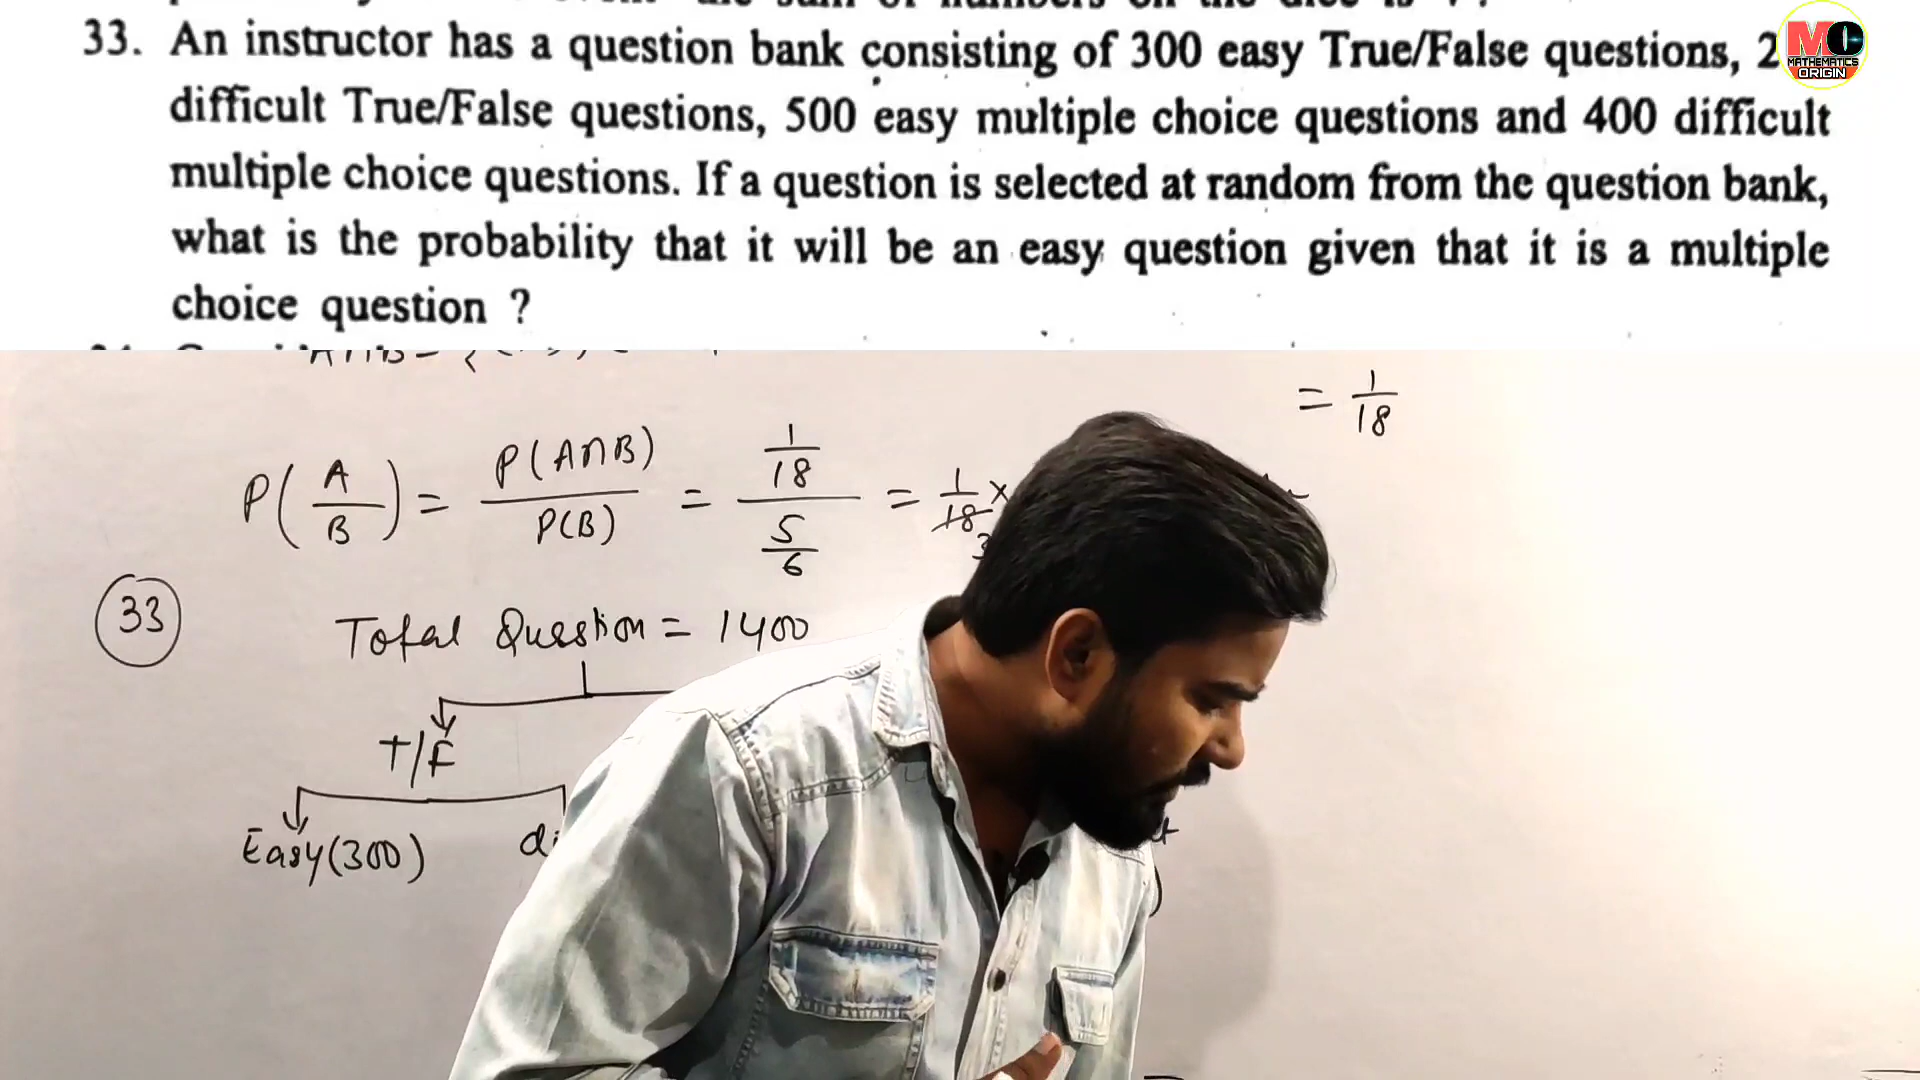 33. An instructor has a question bank consisting of 300 easy True/False questions, 2
MC
MATHEMATICS
ORIGIN
difficult True/False questions, 500 easy multiple choice questions and 400 difficult
multiple choice questions. If a question is selected at random from the question bank,
what is the probability that it will be an easy question given that it is a multiple
choice question ?
= 1/18
P(A/B) = P(A∩B)/P(B) = (1/18)/(5/6) = 1/18 ×
3
33
Total Question = 1400
T/F
Easy(300) di